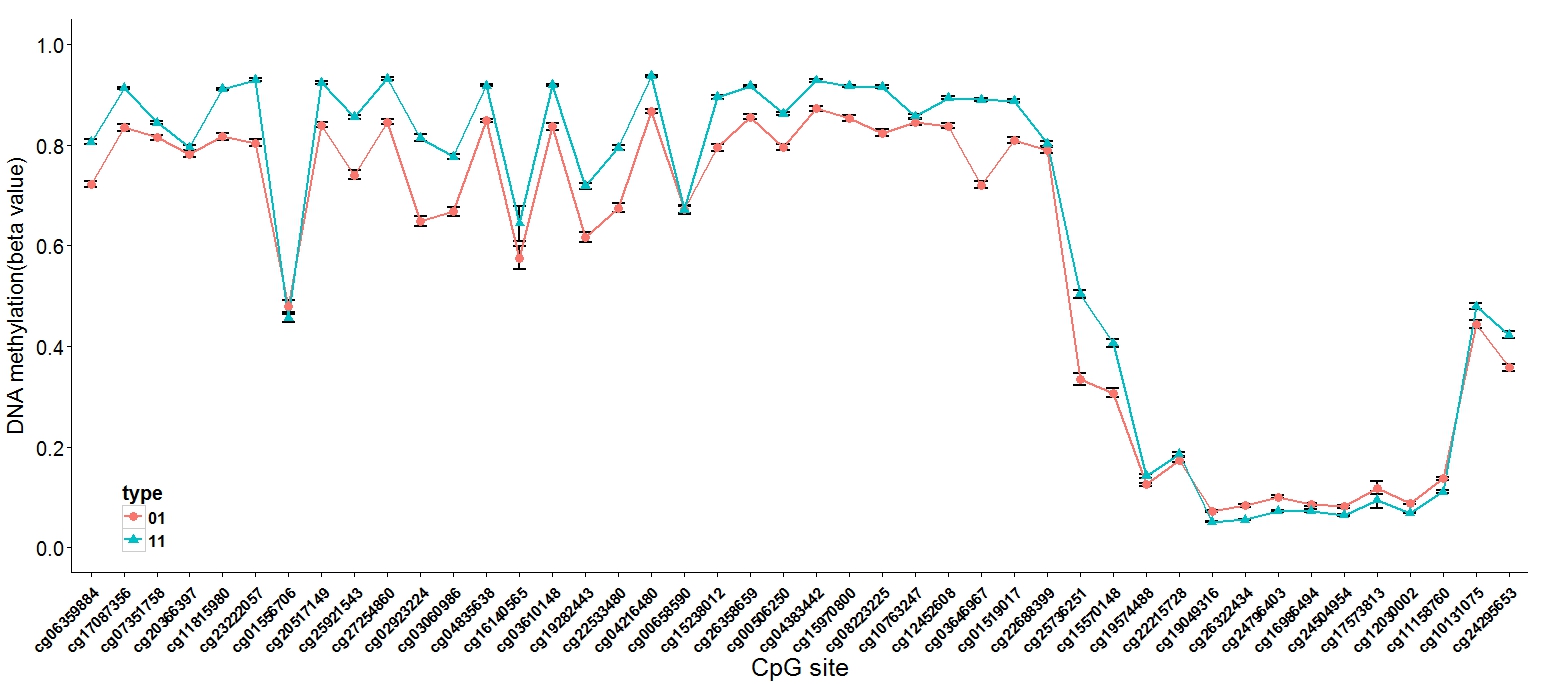 1.0
0.8
0.6
0.4
0.2
0.0
DNA methylation(beta value)
type
01
11
cg06359884
cg17087356
cg07351758
cg20366397
cg11815980
cg23222057
cg01556706
cg20517149
cg25921543
cg27254860
cg02923224
cg03060986
cg04835638
cg16140565
cg03610148
cg19282443
cg22533480
cg04216480
cg00658590
cg15238012
cg26358659
cg00506250
cg04383442
cg15970800
cg08223225
cg10763247
cg12452608
cg03646967
cg01519017
cg22688399
cg25736251
cg15570148
cg19574488
cg22215728
cg19049316
cg26322434
cg24796403
cg16986494
cg24504954
cg17573813
cg12030002
cg11158760
cg10131075
cg24295653
CpG site